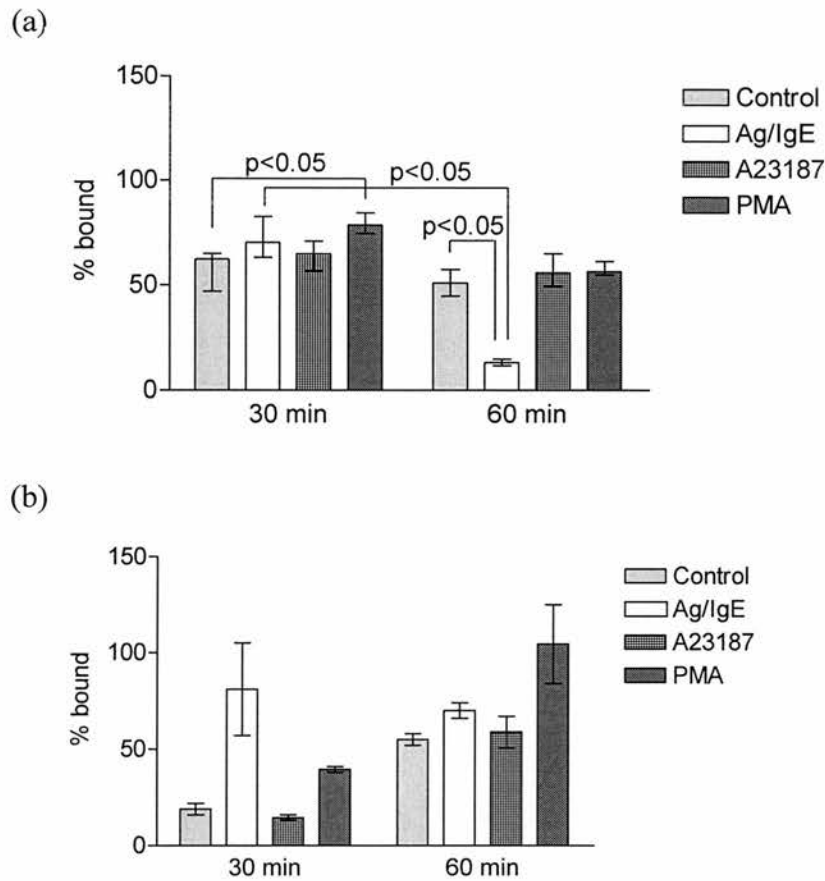 (a)
150
100
50
0
% bound
p<0.05
p<0.05
p<0.05
30 min
60 min
Control
Ag/IgE
A23187
PMA
(b)
150
100
50
0
% bound
30 min
60 min
Control
Ag/IgE
A23187
PMA